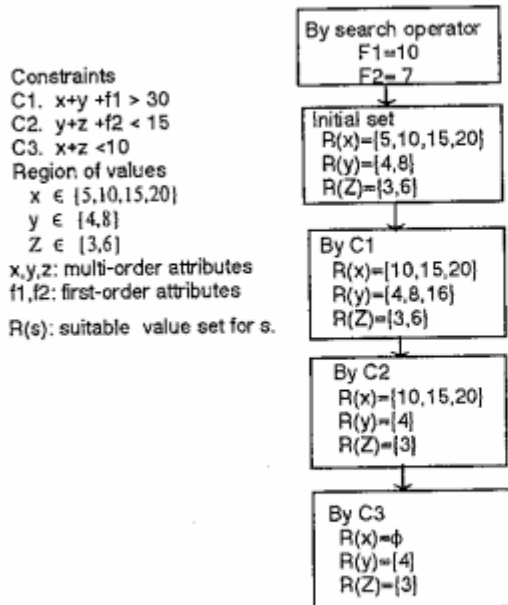 Constraints
C1. x+y +f1 > 30
C2. y+z +f2 < 15
C3. x+z <10
Region of values
x ∈ {5,10,15,20}
y ∈ {4,8}
Z ∈ {3,6}
x,y,z: multi-order attributes
f1,f2: first-order attributes
R(s): suitable value set for s.
By search operator
F1=10
F2= 7
Initial set
R(x)={5,10,15,20}
R(y)={4,8}
R(Z)={3,6}
By C1
R(x)={10,15,20}
R(y)={4,8,16}
R(Z)={3,6}
By C2
R(x)={10,15,20}
R(y)={4}
R(Z)={3}
By C3
R(x)=ϕ
R(y)={4}
R(Z)={3}